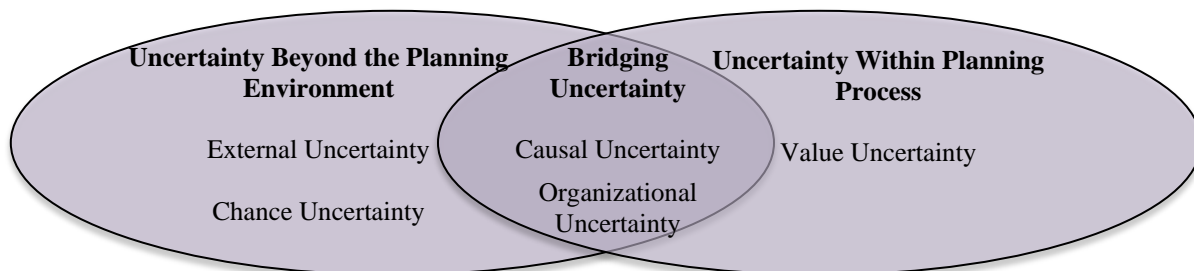 Uncertainty Beyond the Planning
Environment
External Uncertainty
Chance Uncertainty
Bridging
Uncertainty
Causal Uncertainty
Organizational
Uncertainty
Uncertainty Within Planning
Process
Value Uncertainty